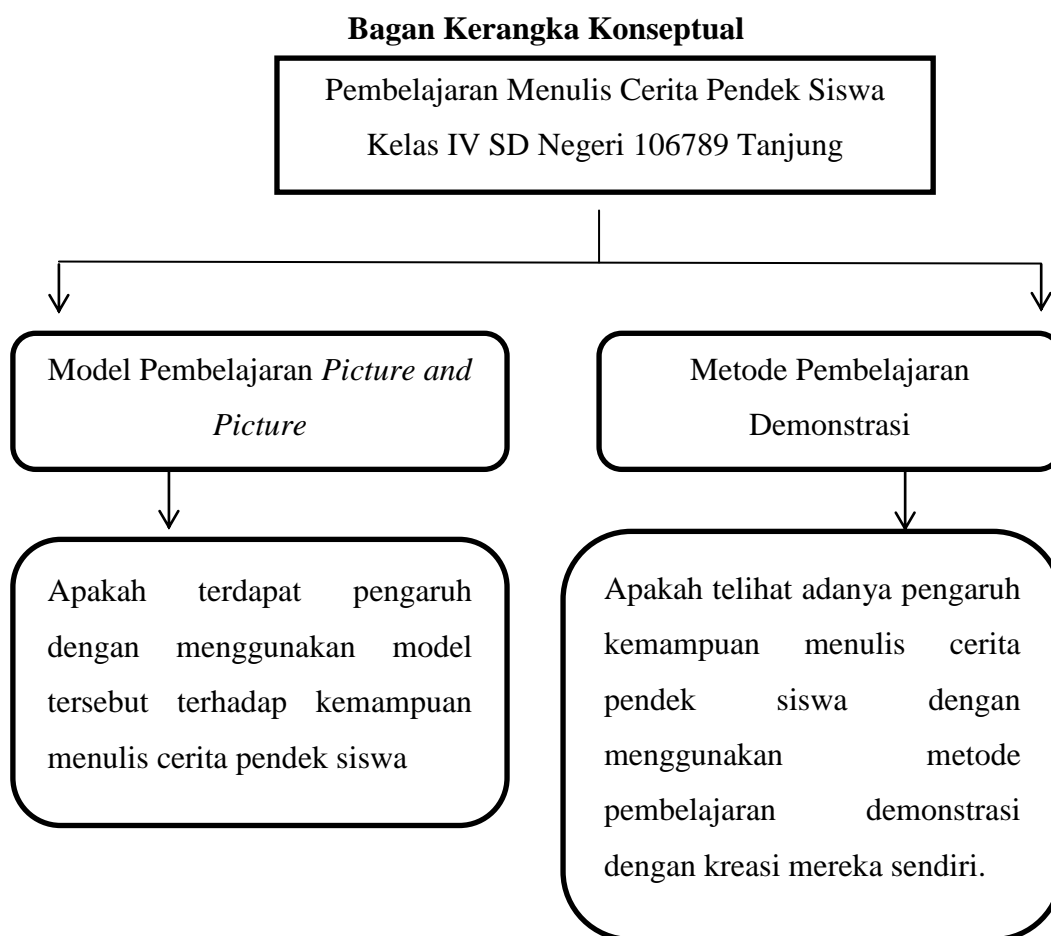 Bagan Kerangka Konseptual
Pembelajaran Menulis Cerita Pendek Siswa
Kelas IV SD Negeri 106789 Tanjung
Model Pembelajaran Picture and
Picture
Metode Pembelajaran
Demonstrasi
Apakah terdapat pengaruh
dengan menggunakan model
tersebut terhadap kemampuan
menulis cerita pendek siswa
Apakah telihat adanya pengaruh
kemampuan menulis cerita
pendek siswa dengan
menggunakan metode
pembelajaran demonstrasi
dengan kreasi mereka sendiri.